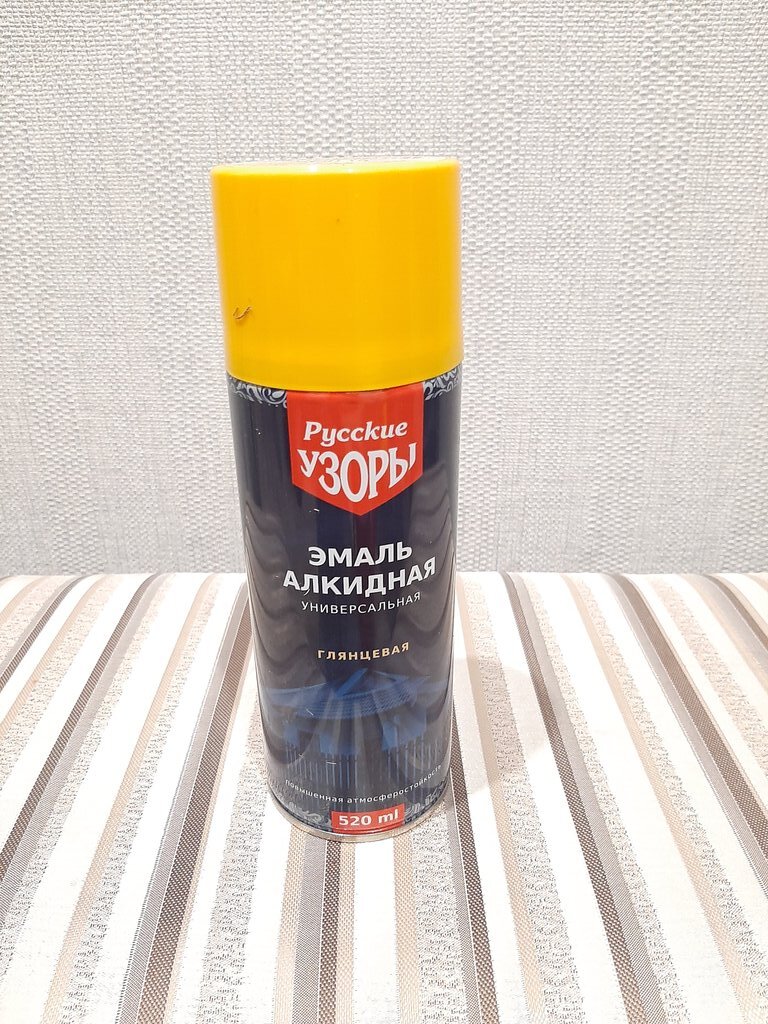 Русские
УЗОРЫ
ЭМАЛЬ
АЛКИДНАЯ
УНИВЕРСАЛЬНАЯ
ГЛЯНЦЕВАЯ
Повышенная атмосферостойкость
520 ml